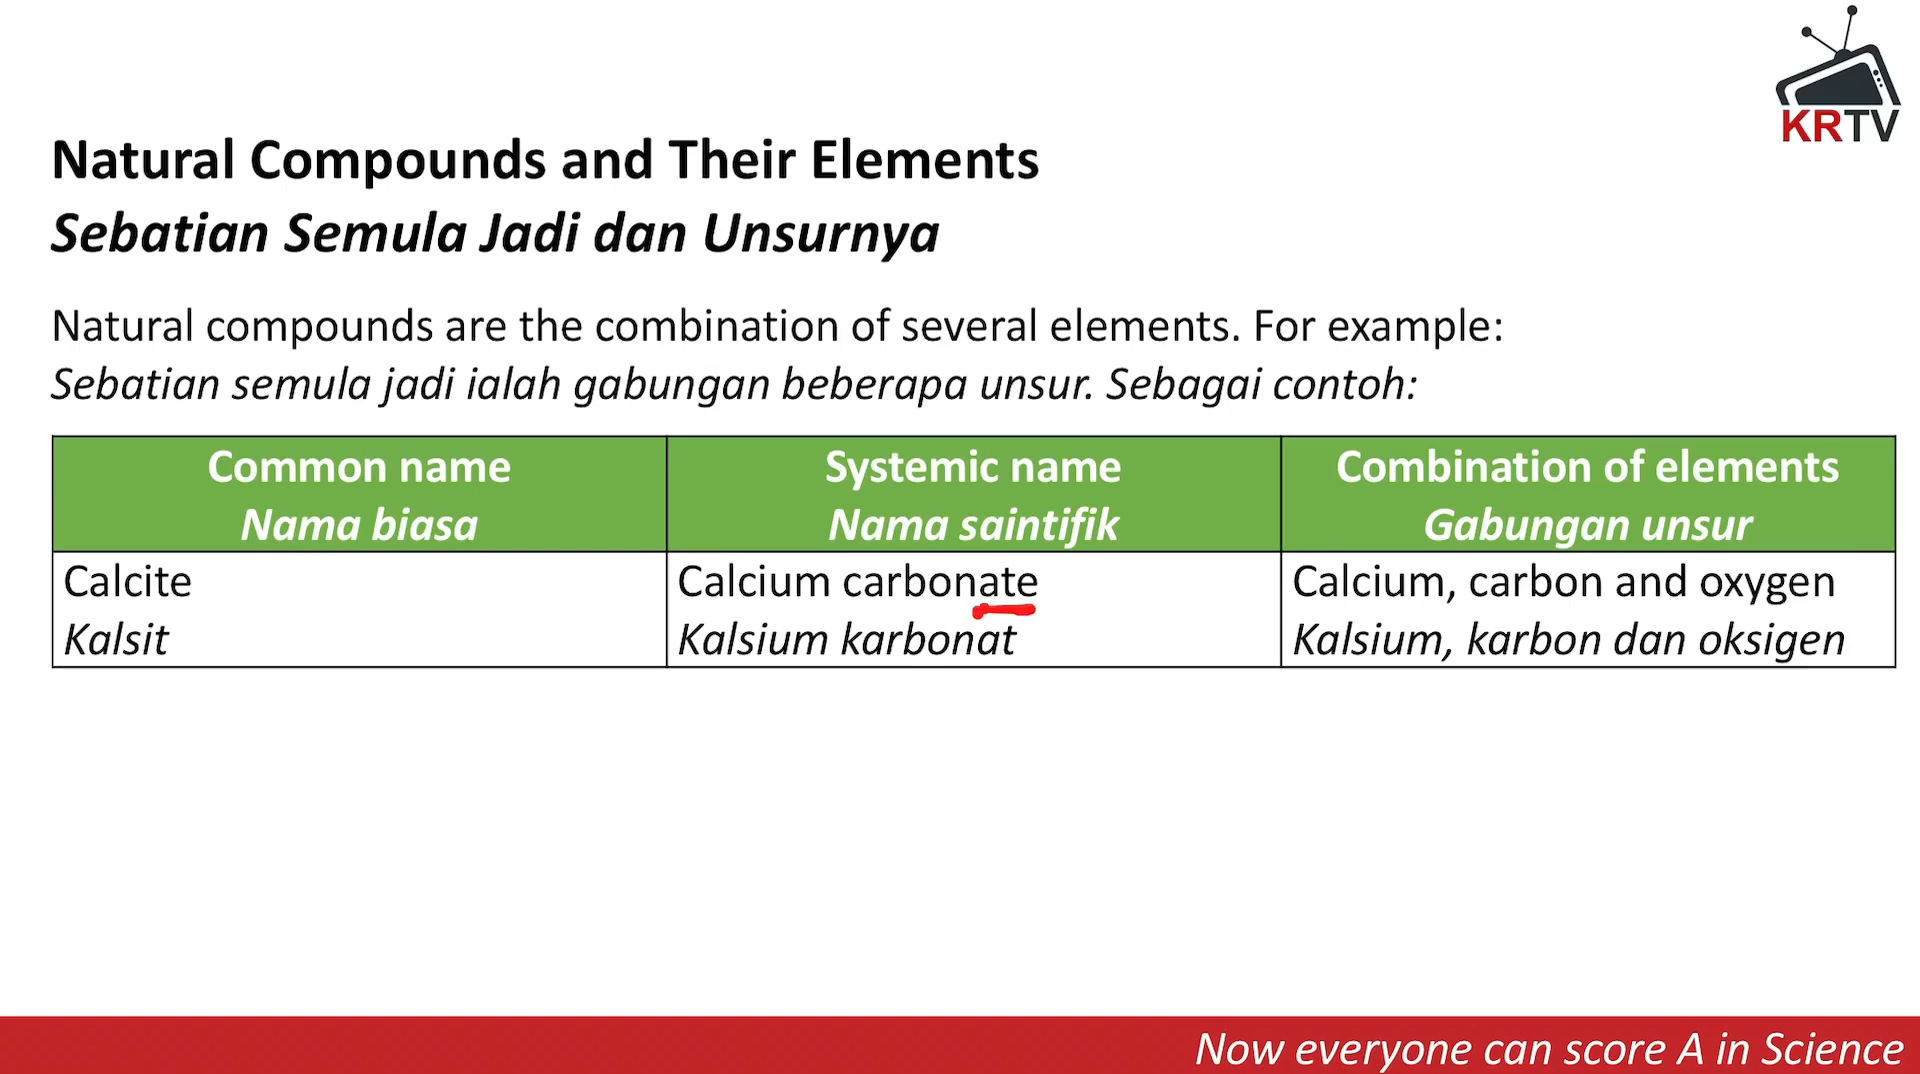 KRTV
Natural Compounds and Their Elements
Sebatian Semula Jadi dan Unsurnya
Natural compounds are the combination of several elements. For example:
Sebatian semula jadi ialah gabungan beberapa unsur. Sebagai contoh:
Common name
Nama biasa
Systemic name
Nama saintifik
Combination of elements
Gabungan unsur
Calcite
Kalsit
Calcium carbonate
Kalsium karbonat
Calcium, carbon and oxygen
Kalsium, karbon dan oksigen
Now everyone can score A in Science